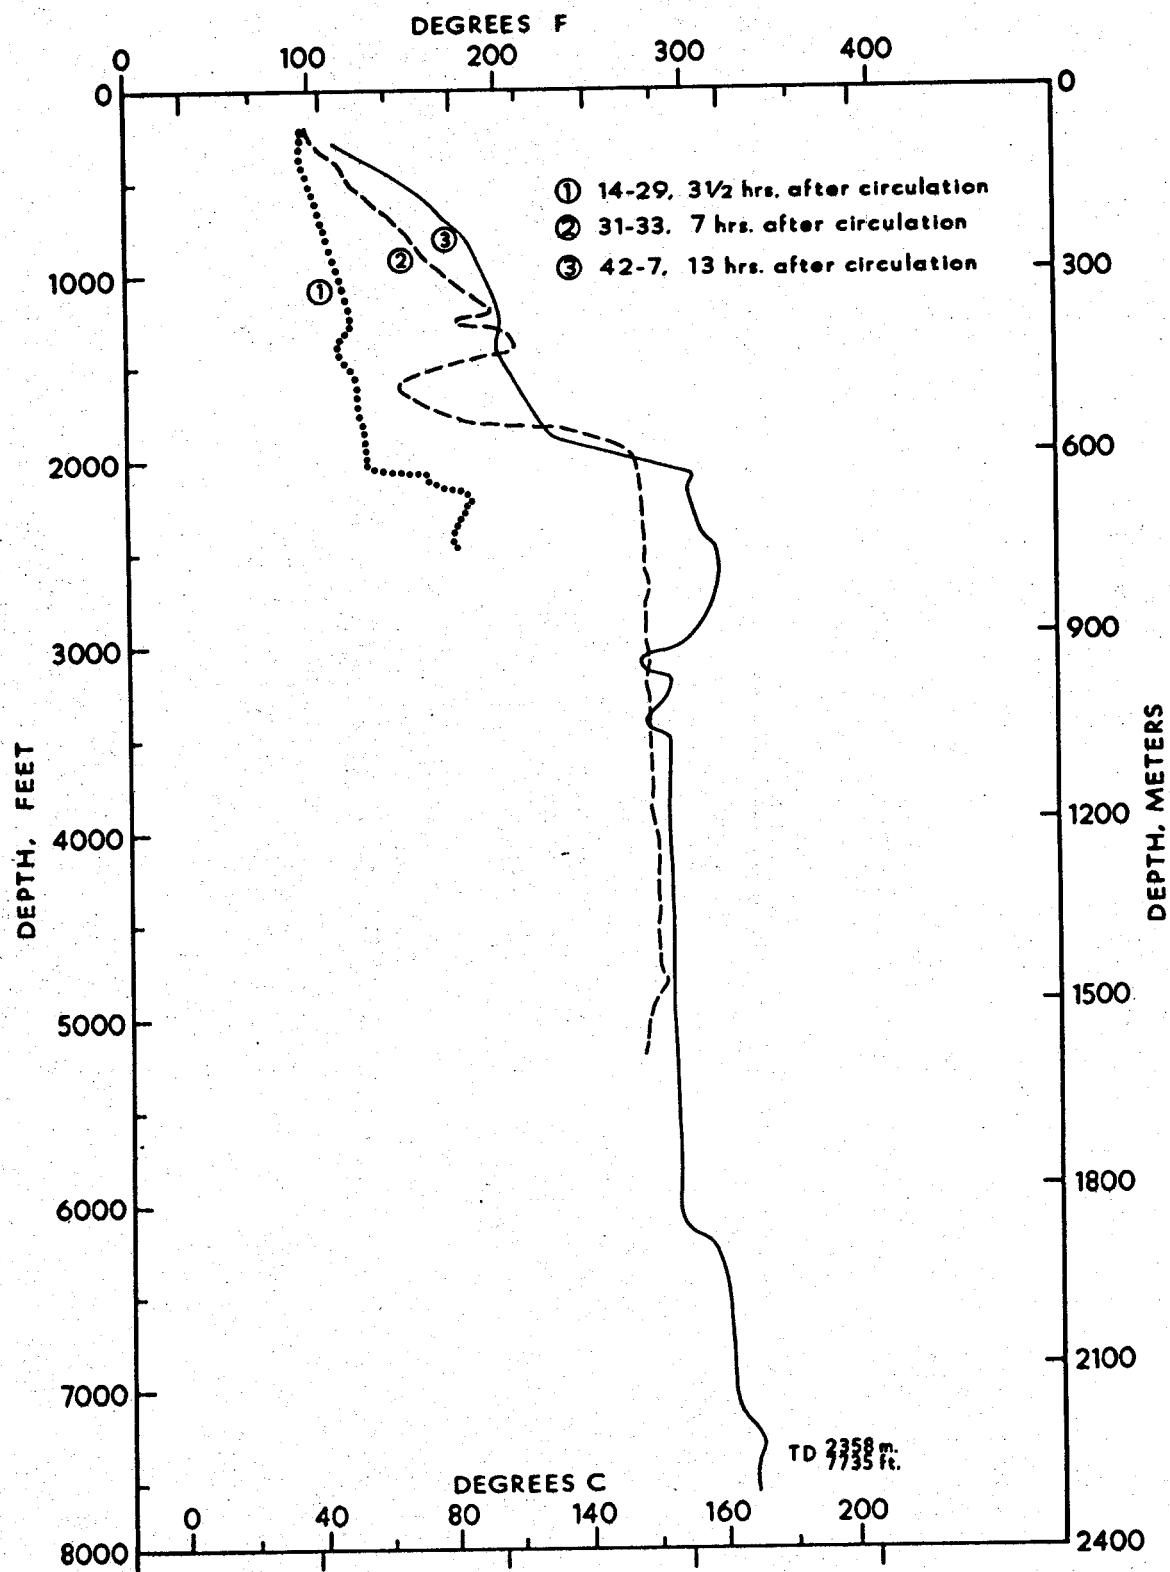 DEGREES F
0 100 200 300 400
0 0
① 14-29, 3½ hrs. after circulation
② 31-33, 7 hrs. after circulation
③ 42-7, 13 hrs. after circulation
③
②
①
1000 300
2000 600
3000 900
DEPTH, FEET
DEPTH, METERS
4000 1200
5000 1500
6000 1800
7000 2100
TD 2358 m.
7735 ft.
DEGREES C
0 40 80 140 160 200
8000 2400